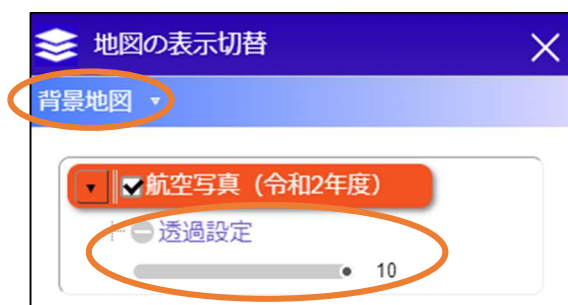 地図の表示切替
背景地図
航空写真（令和2年度）
透過設定
10